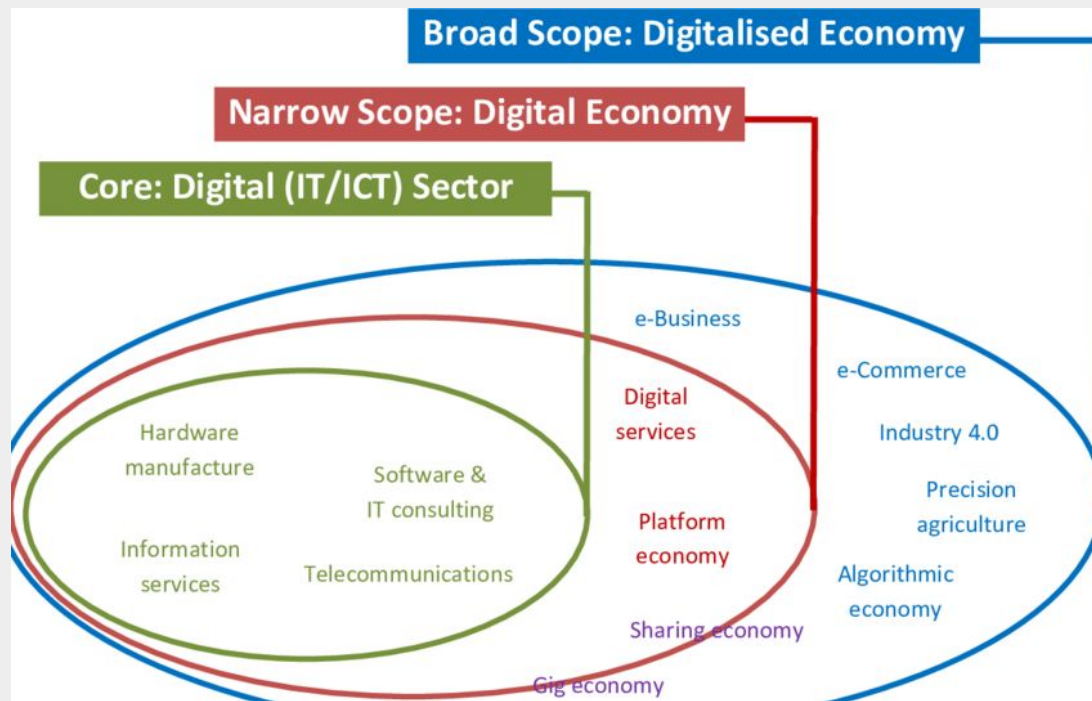 Broad Scope: Digitalised Economy
Narrow Scope: Digital Economy
Core: Digital (IT/ICT) Sector
e-Business
e-Commerce
Digital
services
Industry 4.0
Hardware
manufacture
Software &
IT consulting
Precision
agriculture
Platform
economy
Information
services
Telecommunications
Algorithmic
economy
Sharing economy
Gig economy